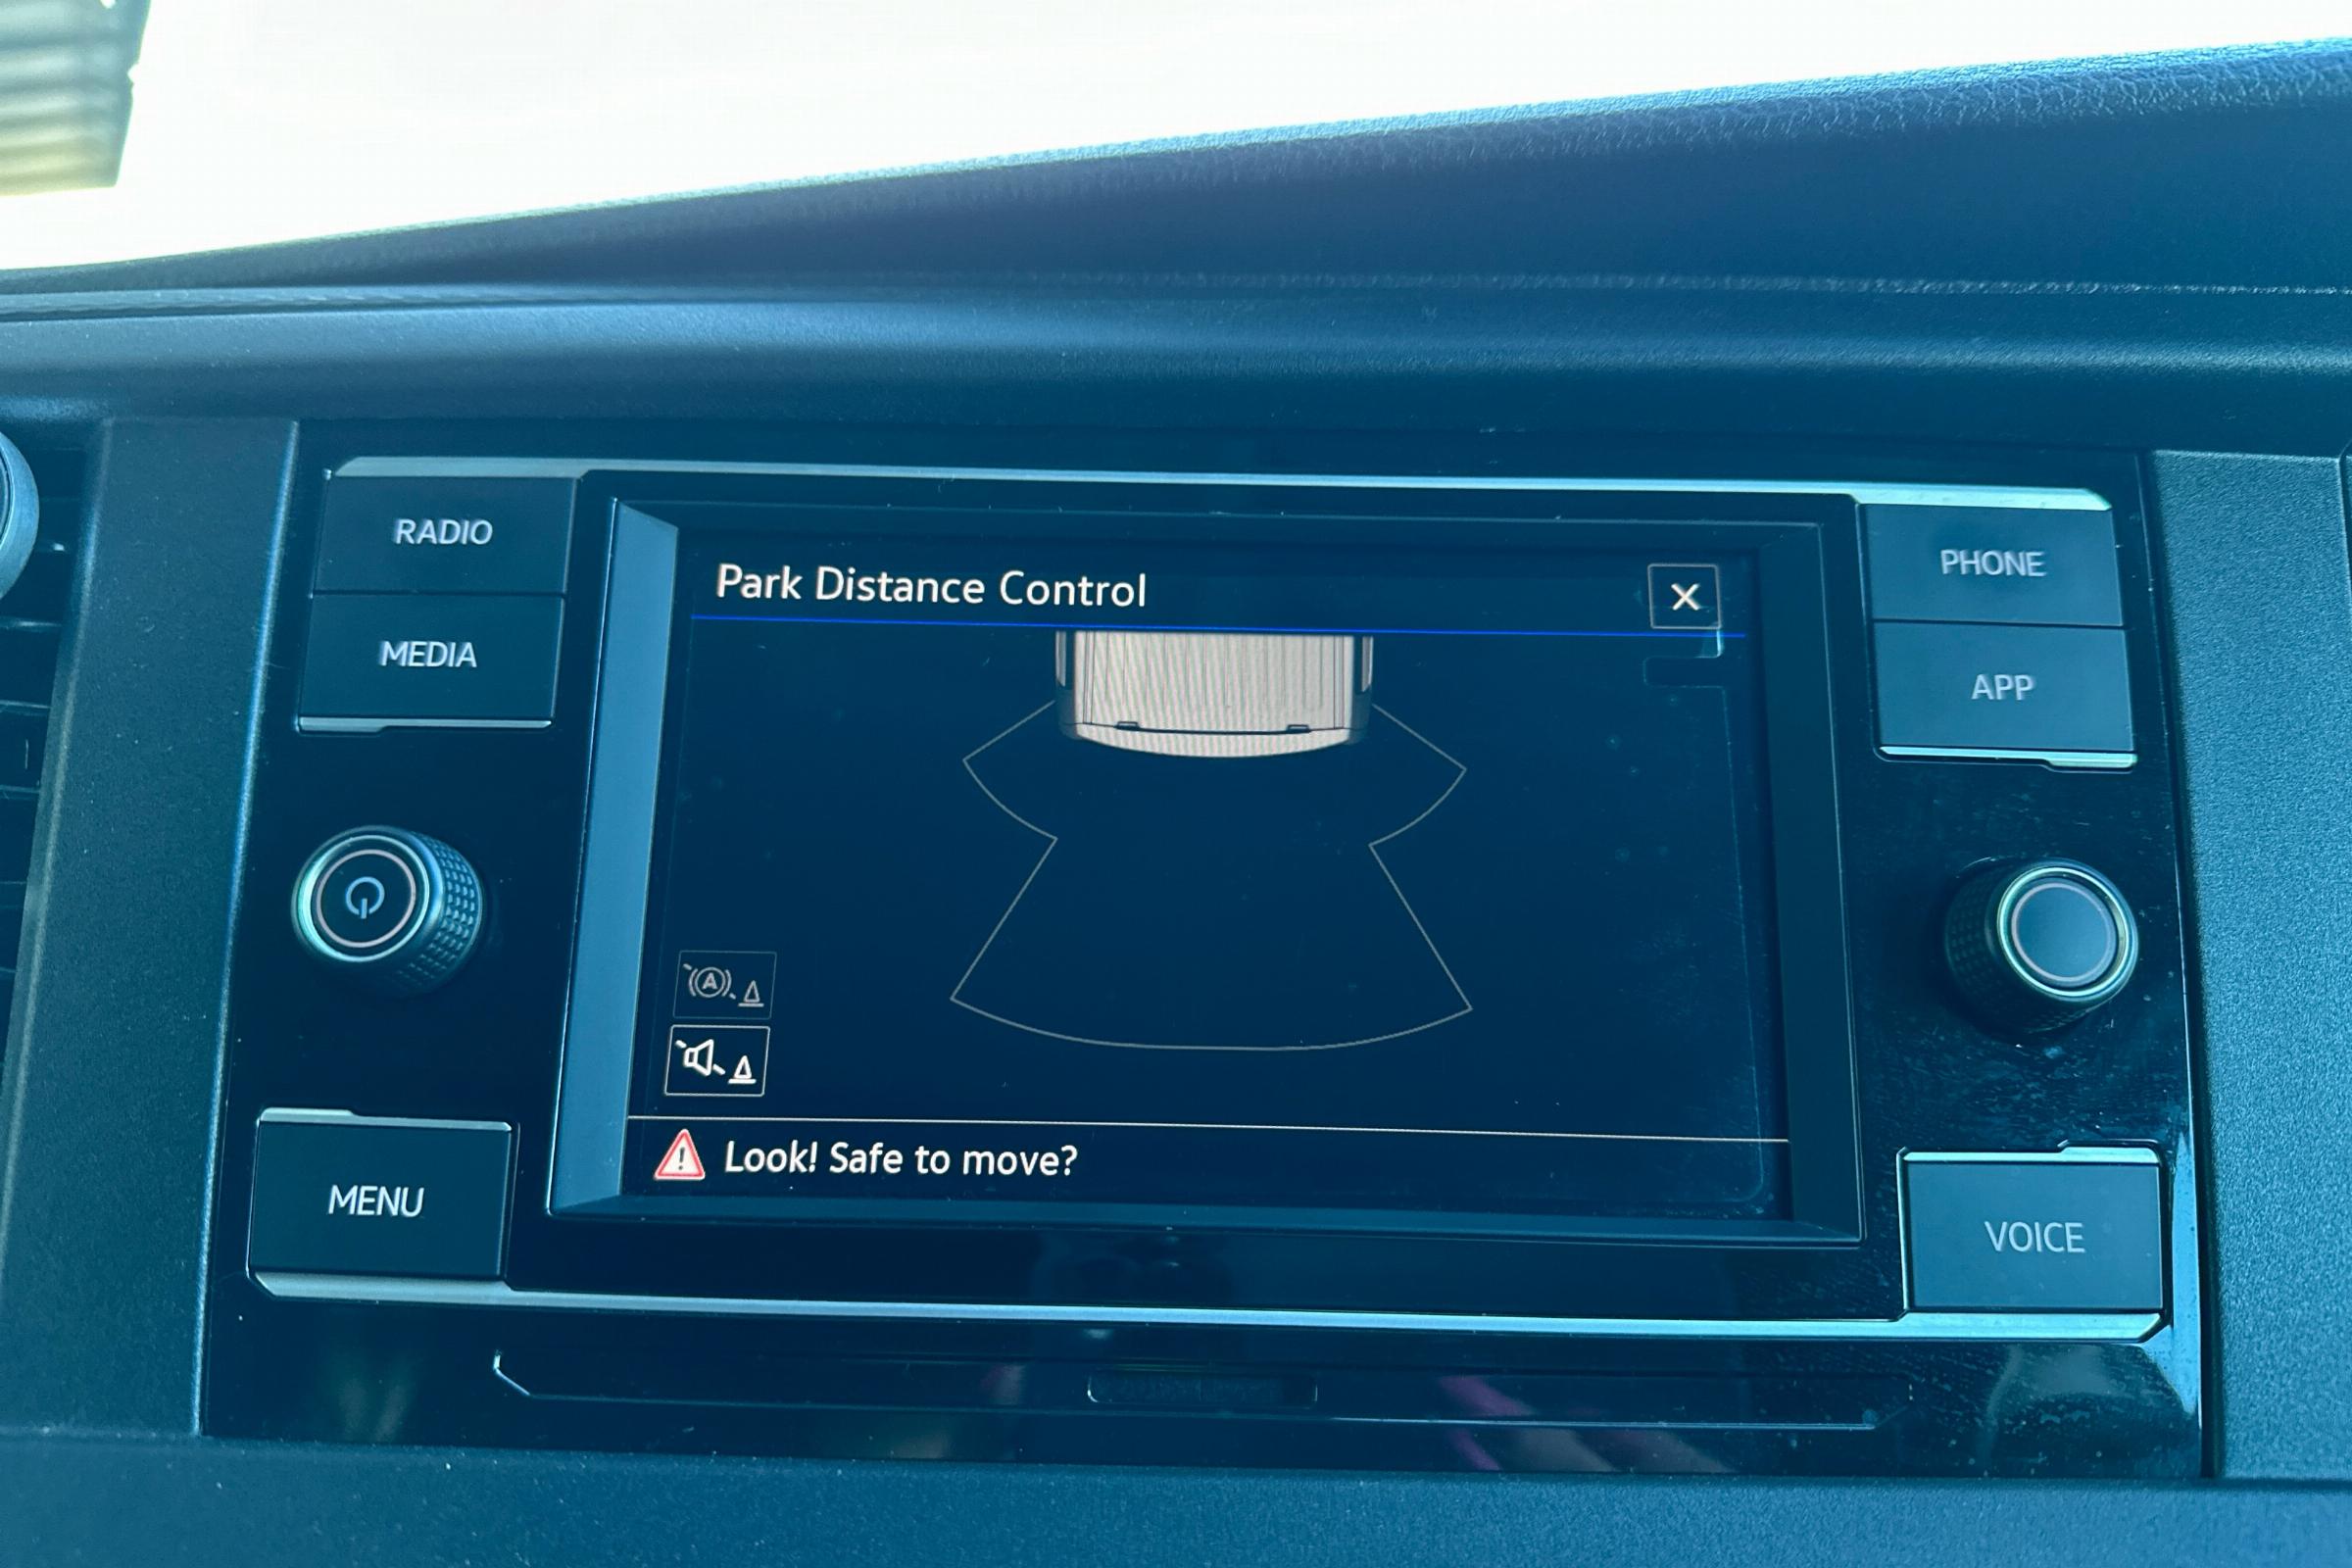 RADIO
MEDIA
Park Distance Control
X
PHONE
APP
A
MENU
Look! Safe to move?
VOICE